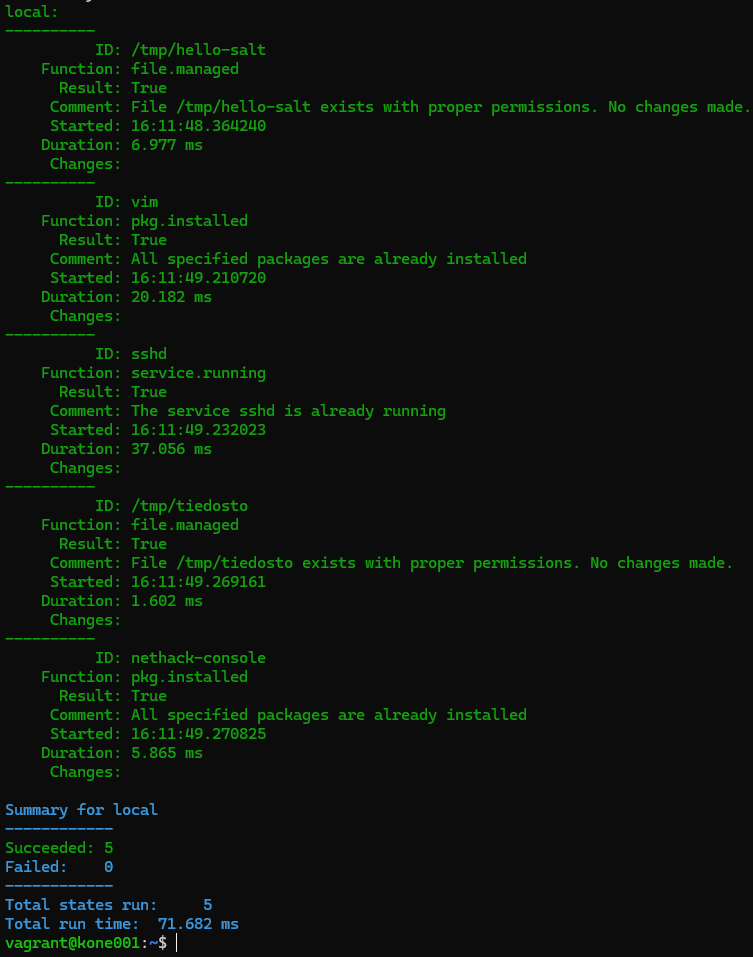 local:
----------
          ID: /tmp/hello-salt
    Function: file.managed
      Result: True
     Comment: File /tmp/hello-salt exists with proper permissions. No changes made.
     Started: 16:11:48.364240
    Duration: 6.977 ms
     Changes:
----------
          ID: vim
    Function: pkg.installed
      Result: True
     Comment: All specified packages are already installed
     Started: 16:11:49.210720
    Duration: 20.182 ms
     Changes:
----------
          ID: sshd
    Function: service.running
      Result: True
     Comment: The service sshd is already running
     Started: 16:11:49.232023
    Duration: 37.056 ms
     Changes:
----------
          ID: /tmp/tiedosto
    Function: file.managed
      Result: True
     Comment: File /tmp/tiedosto exists with proper permissions. No changes made.
     Started: 16:11:49.269161
    Duration: 1.602 ms
     Changes:
----------
          ID: nethack-console
    Function: pkg.installed
      Result: True
     Comment: All specified packages are already installed
     Started: 16:11:49.270825
    Duration: 5.865 ms
     Changes:

Summary for local
------------
Succeeded: 5
Failed:    0
------------
Total states run:     5
Total run time:  71.682 ms
vagrant@kone001:~$